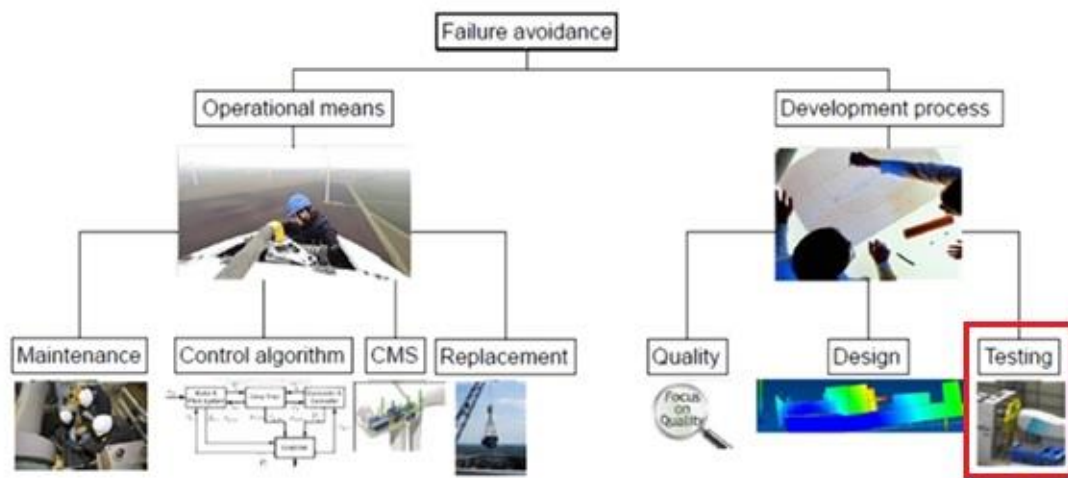 Failure avoidance
Operational means
Development process
Maintenance
Control algorithm
CMS
Replacement
Quality
Design
Testing
Focus
on
Quality